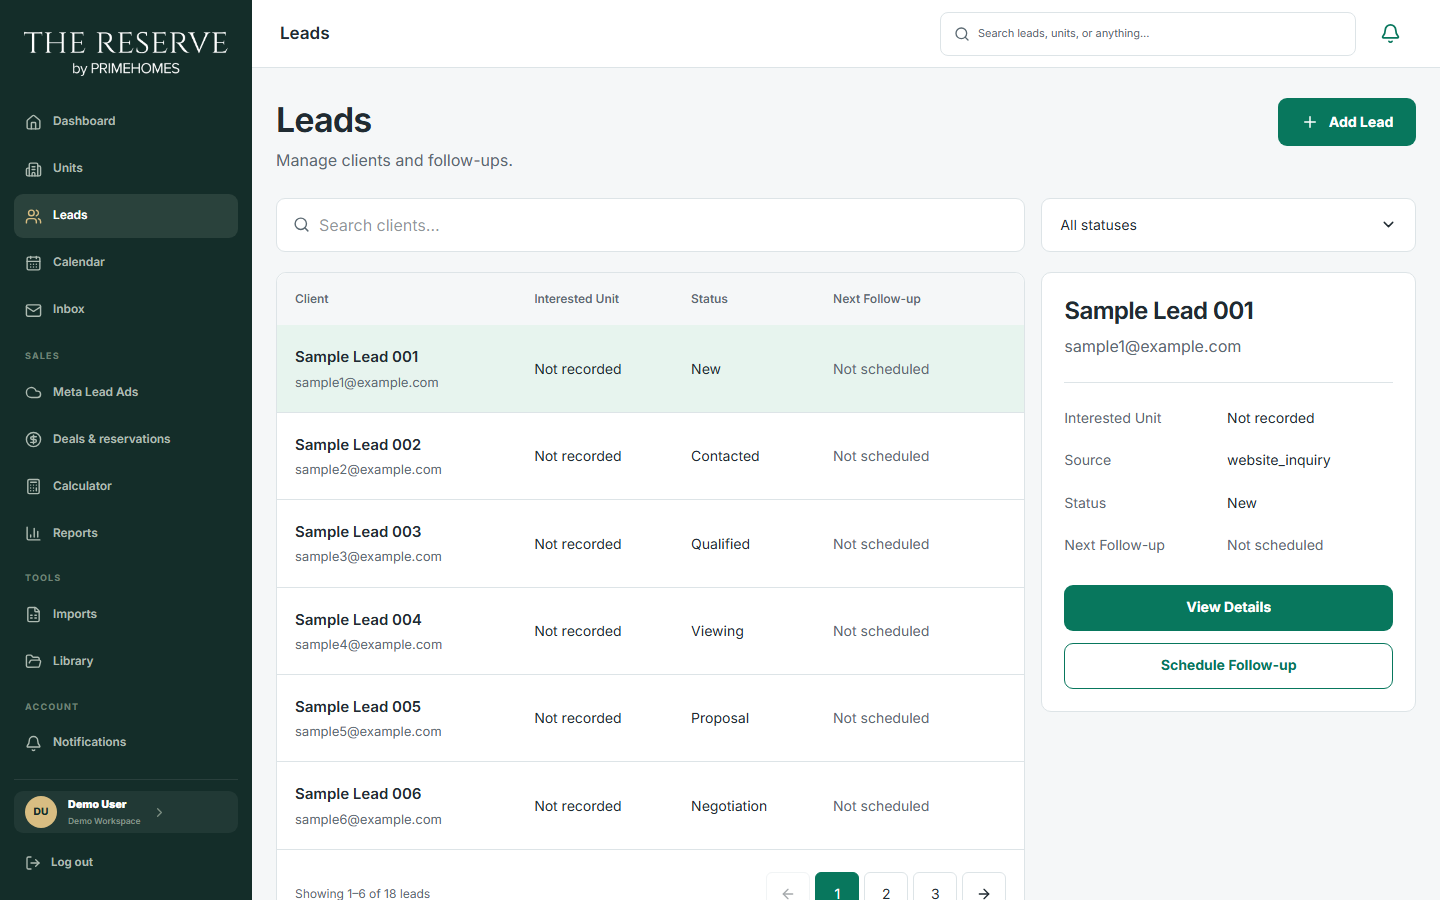 THE RESERVE
by PRIMEHOMES
Dashboard
Units
Leads
Calendar
Inbox
SALES
Meta Lead Ads
Deals & reservations
Calculator
Reports
TOOLS
Imports
Library
ACCOUNT
Notifications
DU
Demo User
Demo Workspace
Log out
Leads
Search leads, units, or anything...
Leads
Manage clients and follow-ups.
Add Lead
Search clients...
All statuses
Client Interested Unit Status Next Follow-up
Sample Lead 001
sample1@example.com
Not recorded New Not scheduled
Sample Lead 002
sample2@example.com
Not recorded Contacted Not scheduled
Sample Lead 003
sample3@example.com
Not recorded Qualified Not scheduled
Sample Lead 004
sample4@example.com
Not recorded Viewing Not scheduled
Sample Lead 005
sample5@example.com
Not recorded Proposal Not scheduled
Sample Lead 006
sample6@example.com
Not recorded Negotiation Not scheduled
Showing 1–6 of 18 leads
1 2 3
Sample Lead 001
sample1@example.com
Interested Unit Not recorded
Source website_inquiry
Status New
Next Follow-up Not scheduled
View Details
Schedule Follow-up